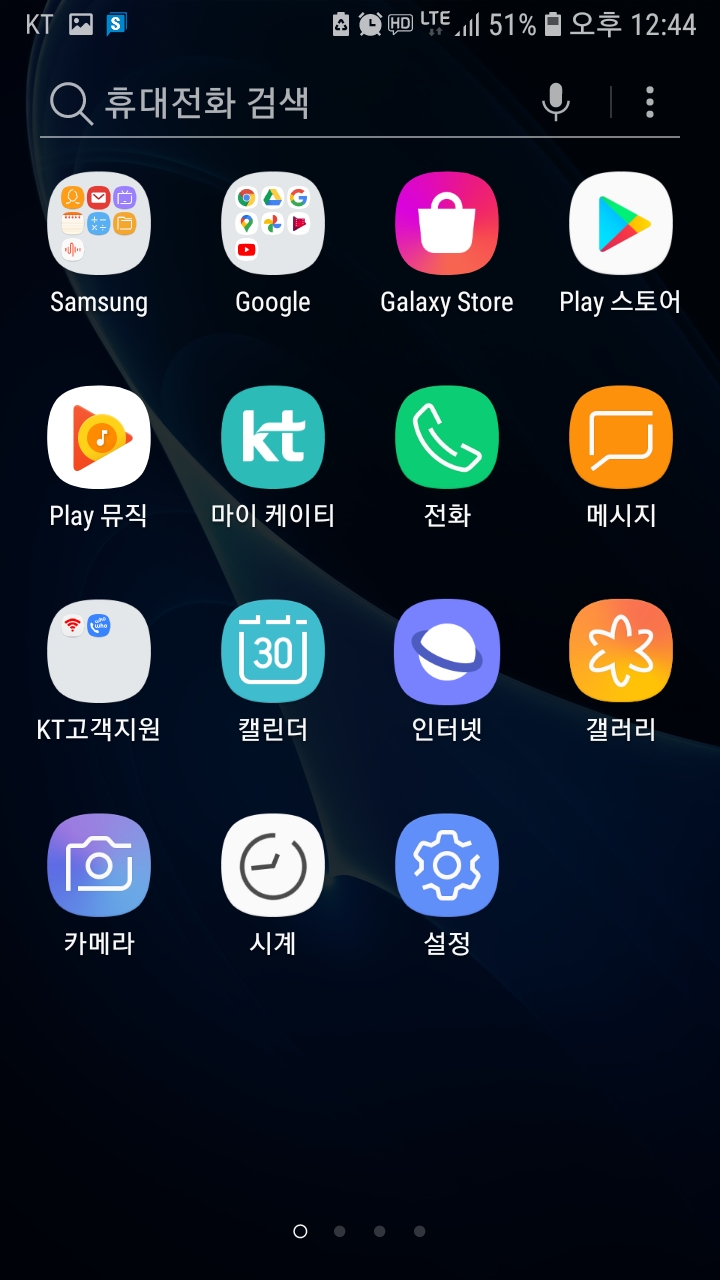 KT S HD LTE 51% 오후 12:44
휴대전화 검색
Samsung Google Galaxy Store Play 스토어
kt
Play 뮤직 마이 케이티 전화 메시지
30
KT고객지원 캘린더 인터넷 갤러리
카메라 시계 설정